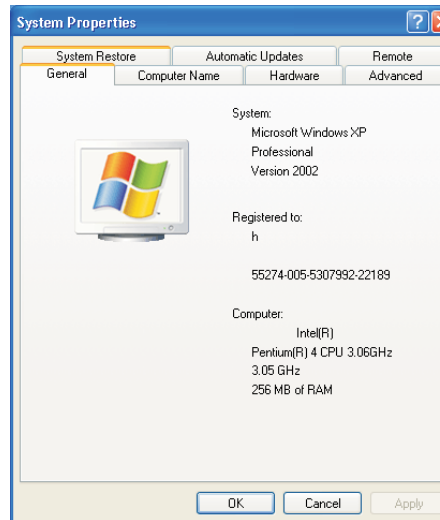 System Properties
System Restore Automatic Updates Remote
General Computer Name Hardware Advanced
System:
Microsoft Windows XP
Professional
Version 2002
Registered to:
h
55274-005-5307992-22189
Computer:
Intel(R)
Pentium(R) 4 CPU 3.06GHz
3.05 GHz
256 MB of RAM
OK Cancel Apply